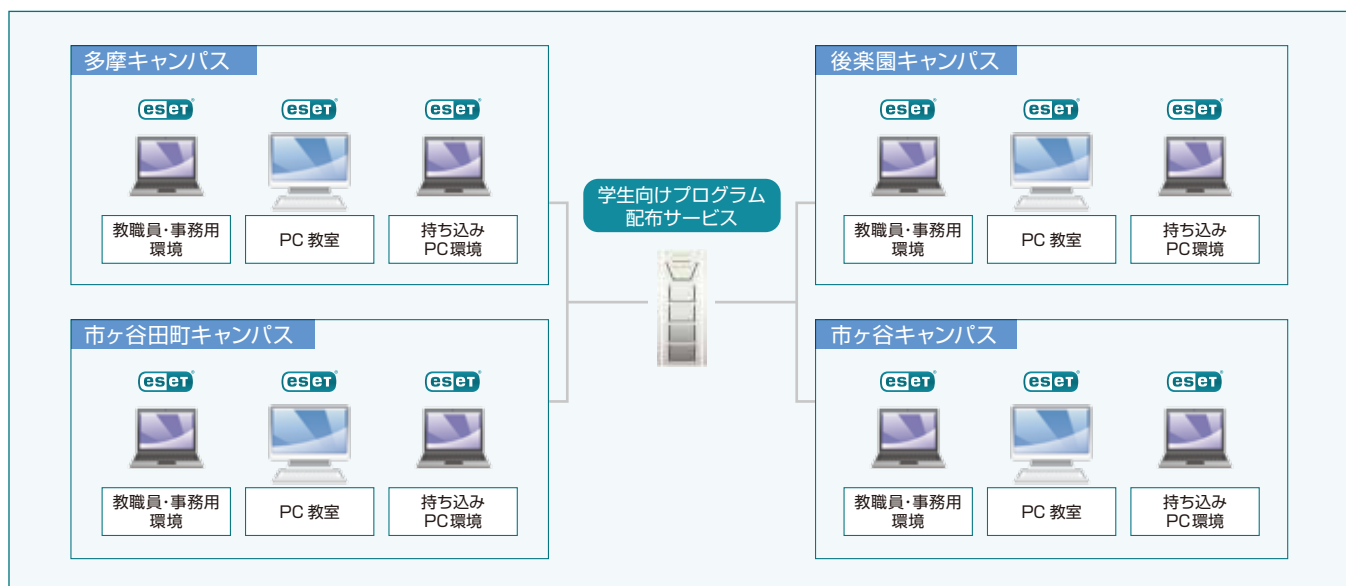 多摩キャンパス
eseT
eseT
eseT
教職員・事務用
環境
PC 教室
持ち込み
PC環境
後楽園キャンパス
eseT
eseT
eseT
教職員・事務用
環境
PC 教室
持ち込み
PC環境
学生向けプログラム
配布サービス
市ヶ谷田町キャンパス
eseT
eseT
eseT
教職員・事務用
環境
PC 教室
持ち込み
PC環境
市ヶ谷キャンパス
eseT
eseT
eseT
教職員・事務用
環境
PC 教室
持ち込み
PC環境